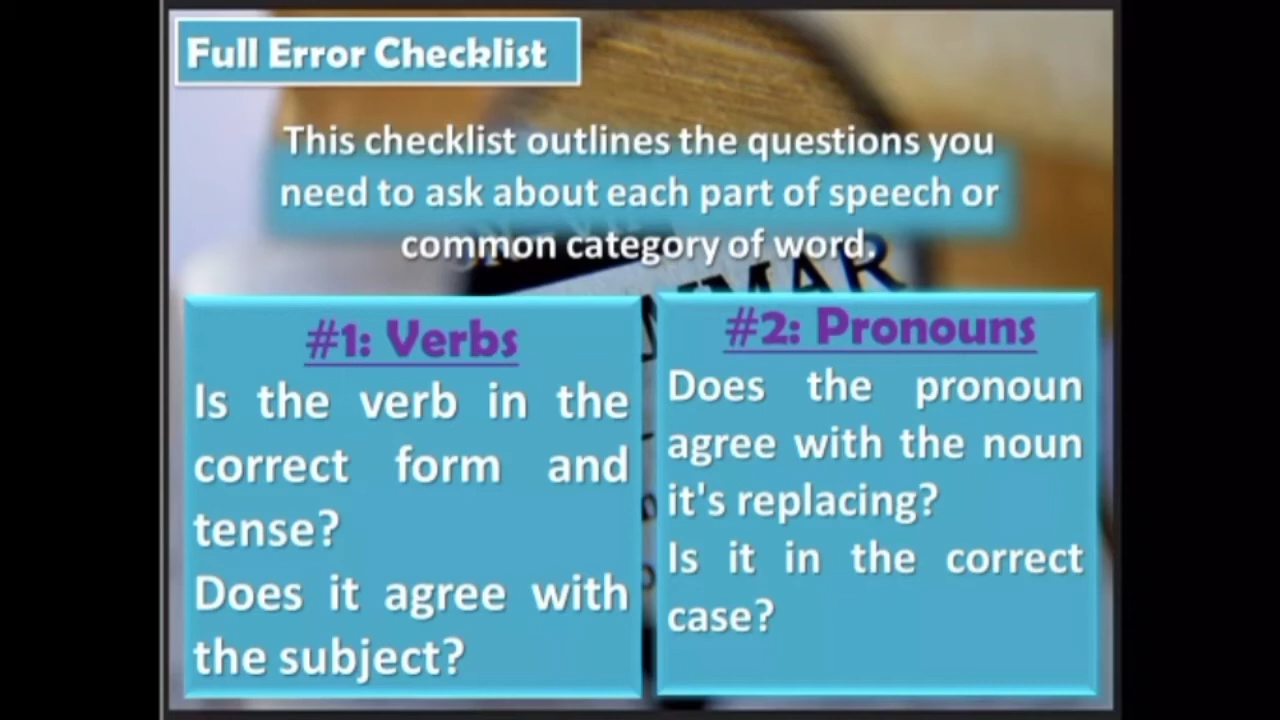 Full Error Checklist
This checklist outlines the questions you
need to ask about each part of speech or
common category of word.
#1: Verbs
Is the verb in the
correct form and
tense?
Does it agree with
the subject?
#2: Pronouns
Does the pronoun
agree with the noun
it's replacing?
Is it in the correct
case?